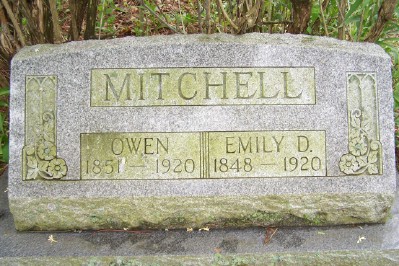 MITCHELL
OWEN
1851 — 1920
EMILY D.
1848 — 1920